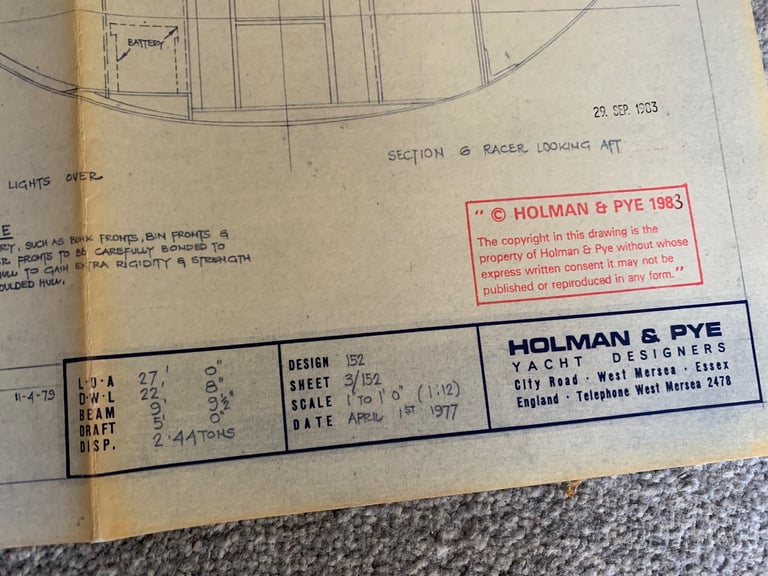 BATTERY
29. SEP. 1983
SECTION 6 RACER LOOKING AFT
LIGHTS OVER
E
RY, SUCH AS BUNK FRONTS, BIN FRONTS &
ER FRONTS TO BE CAREFULLY BONDED TO
HULL TO GAIN EXTRA RIGIDITY & STRENGTH
OULDED HULL.
" © HOLMAN & PYE 1983
The copyright in this drawing is the
property of Holman & Pye without whose
express written consent it may not be
published or reproduced in any form."
11-4-79
L·O·A 27' 0"
D·W·L 22' 8"
BEAM 9' 9½"
DRAFT 5' 0"
DISP. 2·44 TONS
DESIGN 152
SHEET 3/152
SCALE 1" TO 1' 0" (1:12)
DATE APRIL 1ST 1977
HOLMAN & PYE
YACHT DESIGNERS
City Road · West Mersea · Essex
England · Telephone West Mersea 2478